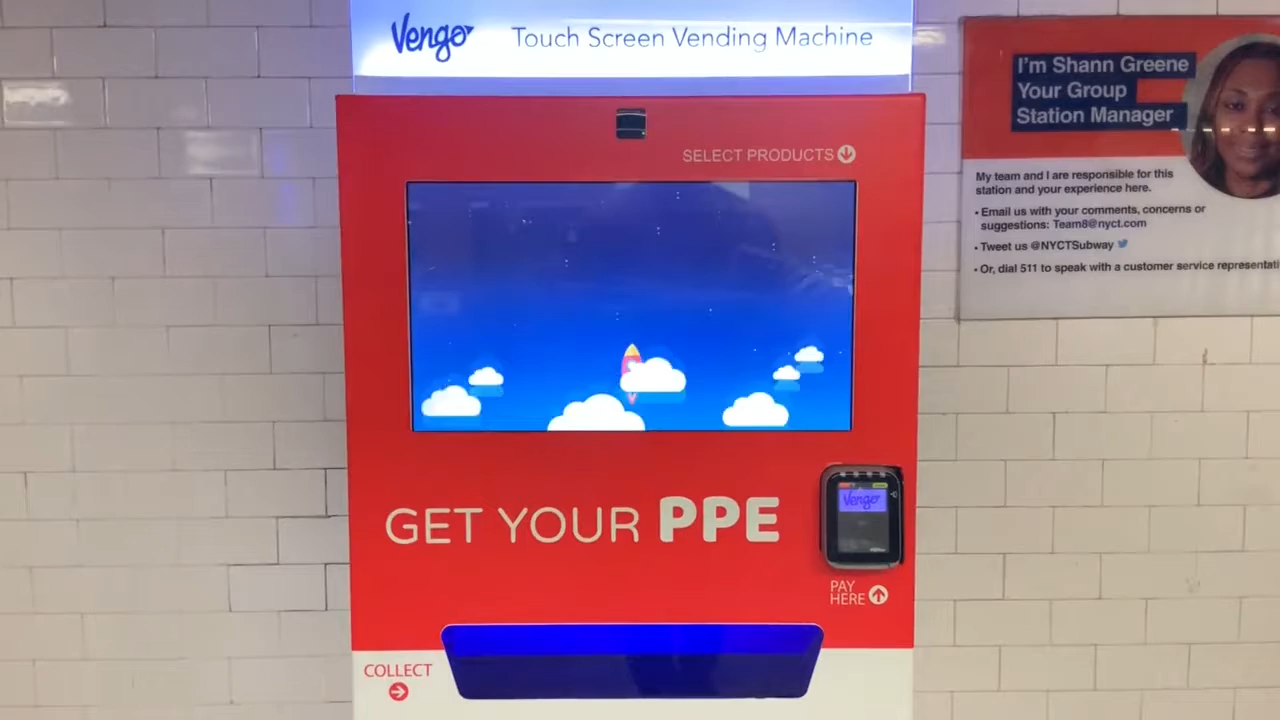 Vengo
Touch Screen Vending Machine
SELECT PRODUCTS
GET YOUR PPE
Vengo
PAY
HERE
COLLECT
I'm Shann Greene
Your Group
Station Manager
My team and I are responsible for this
station and your experience here.
• Email us with your comments, concerns or
suggestions: Team8@nyct.com
• Tweet us @NYCTSubway
• Or, dial 511 to speak with a customer service representati